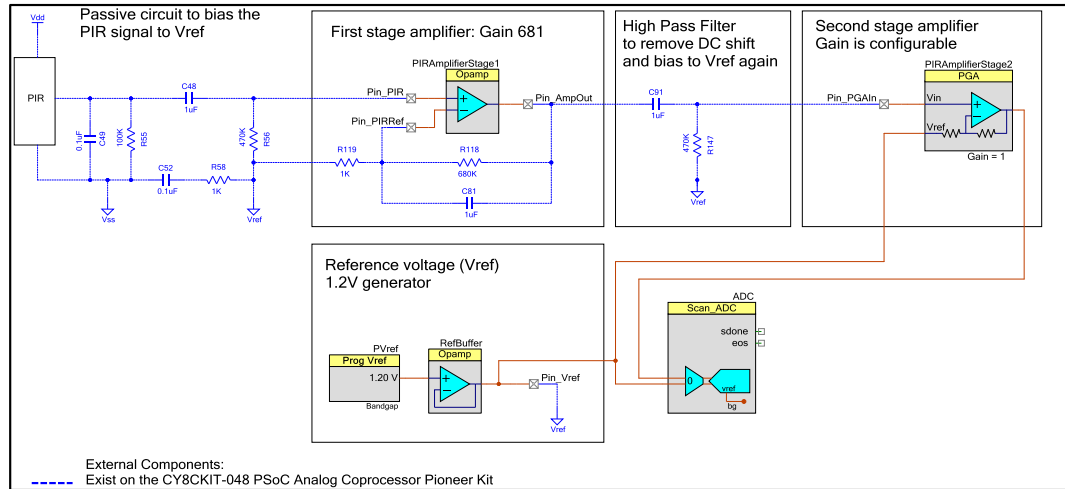 Passive circuit to bias the
PIR signal to Vref
Vdd
PIR
C48
1uF
0.1uF
C49
100K
R55
C52
0.1uF
R58
1K
470K
R56
Vss
Vref
First stage amplifier: Gain 681
PIRAmplifierStage1
Opamp
Pin_PIR
Pin_PIRRef
Pin_AmpOut
R119
1K
R118
680K
C81
1uF
High Pass Filter
to remove DC shift
and bias to Vref again
C91
1uF
470K
R147
Vref
Second stage amplifier
Gain is configurable
PIRAmplifierStage2
PGA
Pin_PGAIn
Vin
Vref
Gain = 1
Reference voltage (Vref)
1.2V generator
PVref
Prog Vref
1.20 V
Bandgap
RefBuffer
Opamp
Pin_Vref
Vref
ADC
Scan_ADC
sdone
eos
0
vref
bg
External Components:
Exist on the CY8CKIT-048 PSoC Analog Coprocessor Pioneer Kit